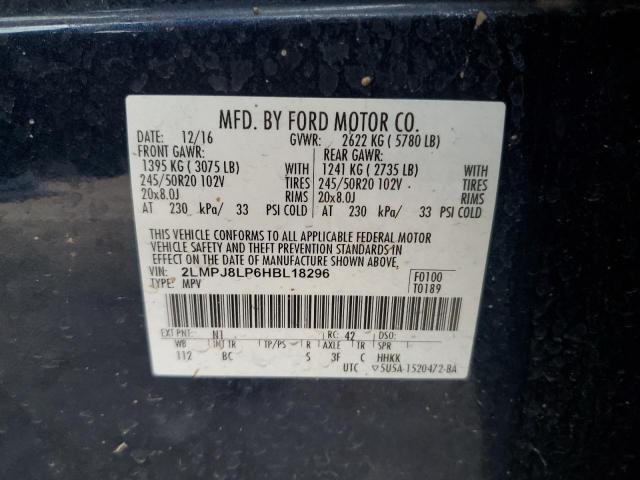 MFD. BY FORD MOTOR CO.
DATE: 12/16 GVWR: 2622 KG ( 5780 LB)
FRONT GAWR: REAR GAWR:
1395 KG ( 3075 LB) WITH 1241 KG ( 2735 LB) WITH
245/50R20 102V TIRES 245/50R20 102V TIRES
20x8.0J RIMS 20x8.0J RIMS
AT 230 kPa/ 33 PSI COLD AT 230 kPa/ 33 PSI COLD
THIS VEHICLE CONFORMS TO ALL APPLICABLE FEDERAL MOTOR
VEHICLE SAFETY AND THEFT PREVENTION STANDARDS IN
EFFECT ON THE DATE OF MANUFACTURE SHOWN ABOVE.
VIN: 2LMPJ8LP6HBL18296 F0100
TYPE: MPV T0189
EXT PNT: N1 RC: 42 DSO:
WB INT TR TP/PS R AXLE TR SPR
112 BC S 3F C HHKK
UTC ▽5U5A-1520472-BA